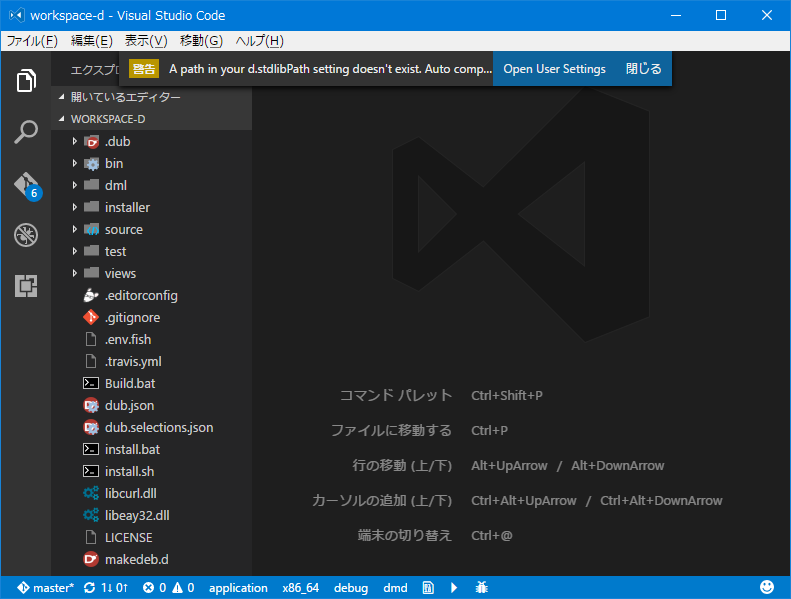 workspace-d - Visual Studio Code
ファイル(F) 編集(E) 表示(V) 移動(G) ヘルプ(H)
エクスプロ
警告 A path in your d.stdlibPath setting doesn't exist. Auto comp... Open User Settings 閉じる
開いているエディター
WORKSPACE-D
.dub
bin
dml
installer
source
test
views
.editorconfig
.gitignore
.env.fish
.travis.yml
Build.bat
dub.json
dub.selections.json
install.bat
install.sh
libcurl.dll
libeay32.dll
LICENSE
makedeb.d
6
コマンド パレット Ctrl+Shift+P
ファイルに移動する Ctrl+P
行の移動 (上/下) Alt+UpArrow / Alt+DownArrow
カーソルの追加 (上/下) Ctrl+Alt+UpArrow / Ctrl+Alt+DownArrow
端末の切り替え Ctrl+@
master* 1↓ 0↑ 0 0 application x86_64 debug dmd